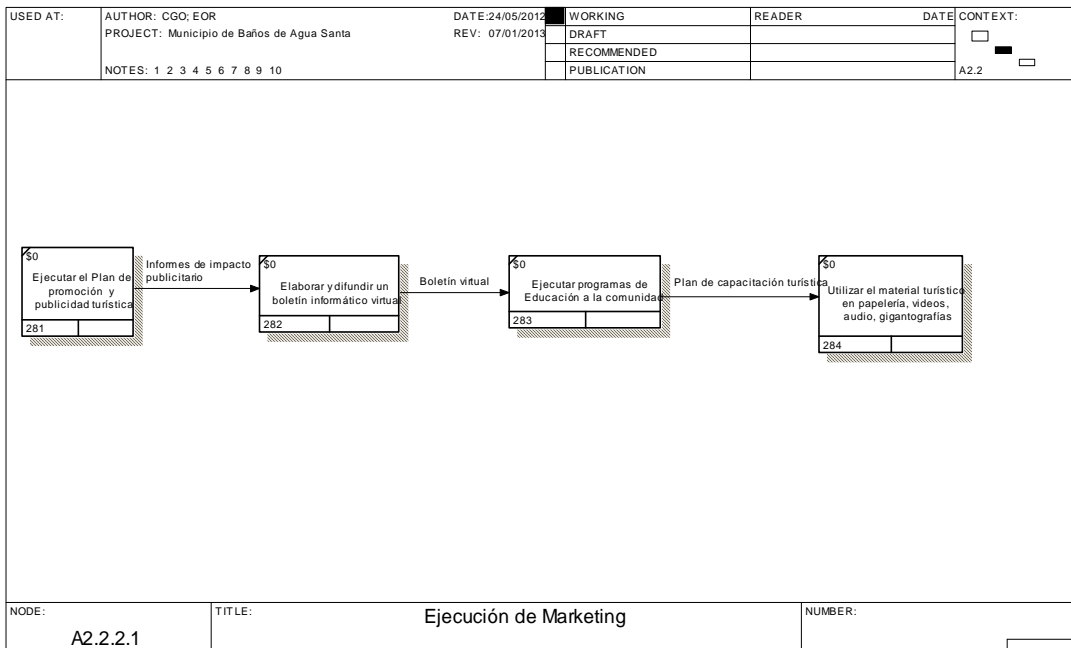 USED AT:
AUTHOR: CGO; EOR
DATE:24/05/2012
PROJECT: Municipio de Baños de Agua Santa
REV: 07/01/2013
NOTES: 1 2 3 4 5 6 7 8 9 10
WORKING
DRAFT
RECOMMENDED
PUBLICATION
READER
DATE
CONTEXT:
A2.2
$0
Ejecutar el Plan de
promoción y
publicidad turística
281
Informes de impacto
publicitario
$0
Elaborar y difundir un
boletín informático virtual
282
Boletín virtual
$0
Ejecutar programas de
Educación a la comunidad
283
Plan de capacitación turística
$0
Utilizar el material turístico
en papelería, videos,
audio, gigantografías
284
NODE:
A2.2.2.1
TITLE:
Ejecución de Marketing
NUMBER: